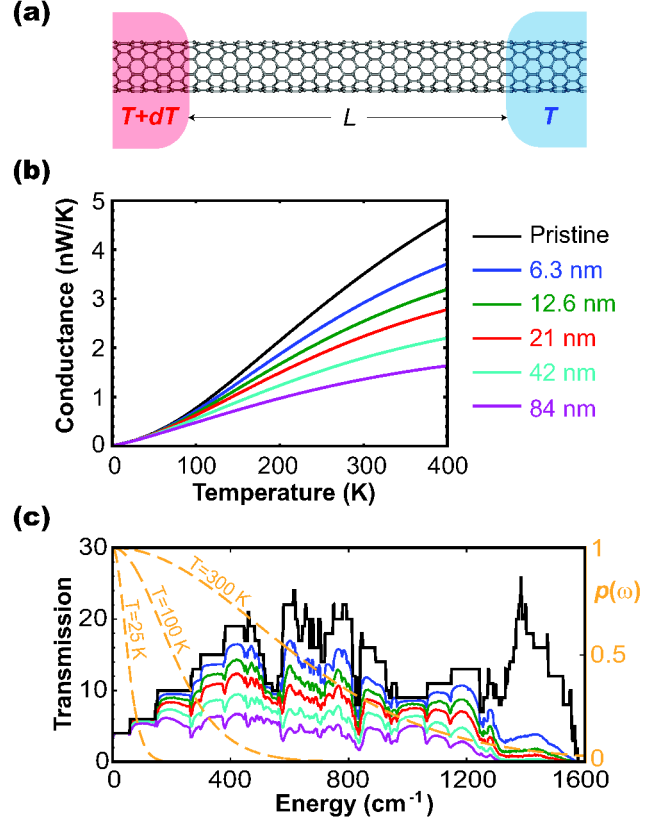 (a)
T+dT
L
T
(b)
Conductance (nW/K)
5
4
3
2
1
0
0
100
200
300
400
Temperature (K)
Pristine
6.3 nm
12.6 nm
21 nm
42 nm
84 nm
(c)
Transmission
30
20
10
0
T=25 K
T=100 K
T=300 K
1
p(ω)
0.5
0
0
400
800
1200
1600
Energy (cm⁻¹)